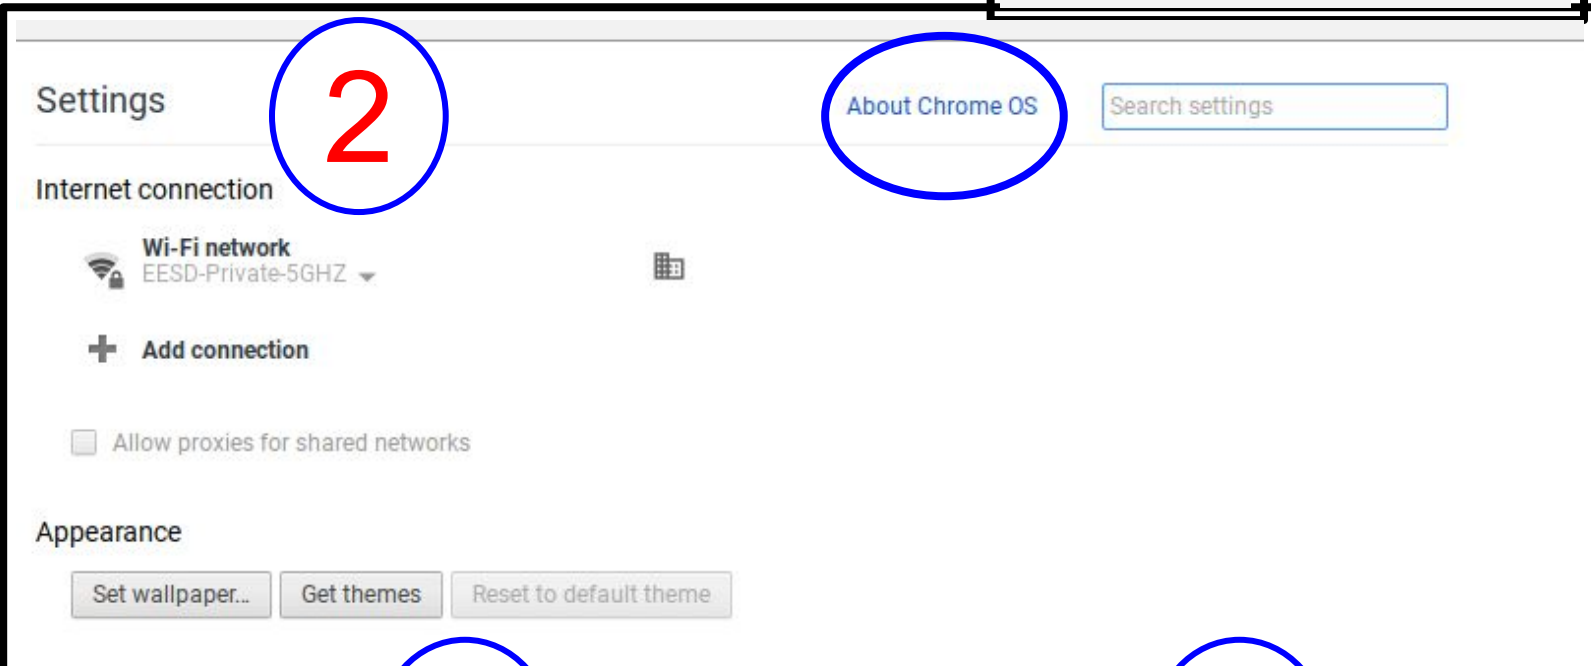 Settings
2
About Chrome OS
Search settings
Internet connection
Wi-Fi network
EESD-Private-5GHZ
Add connection
Allow proxies for shared networks
Appearance
Set wallpaper... Get themes Reset to default theme